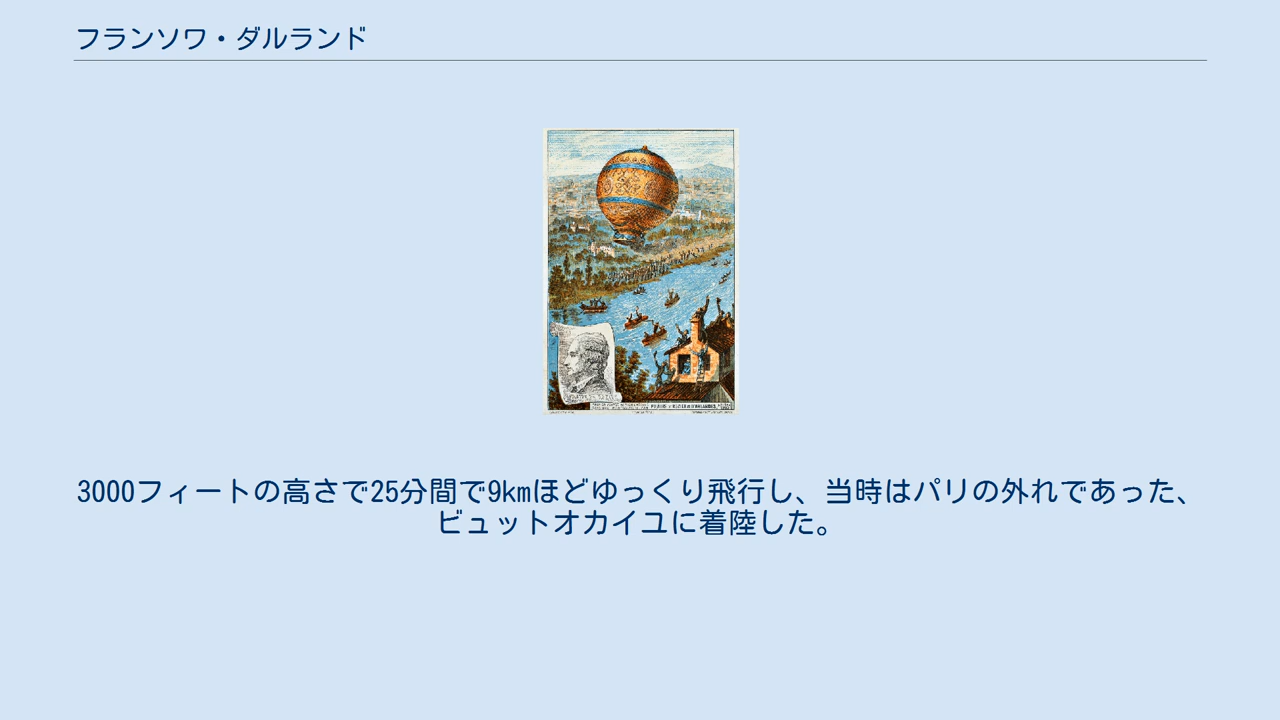 フランソワ・ダルランド
3000フィートの高さで25分間で9kmほどゆっくり飛行し、当時はパリの外れであった、
ビュットオカイユに着陸した。